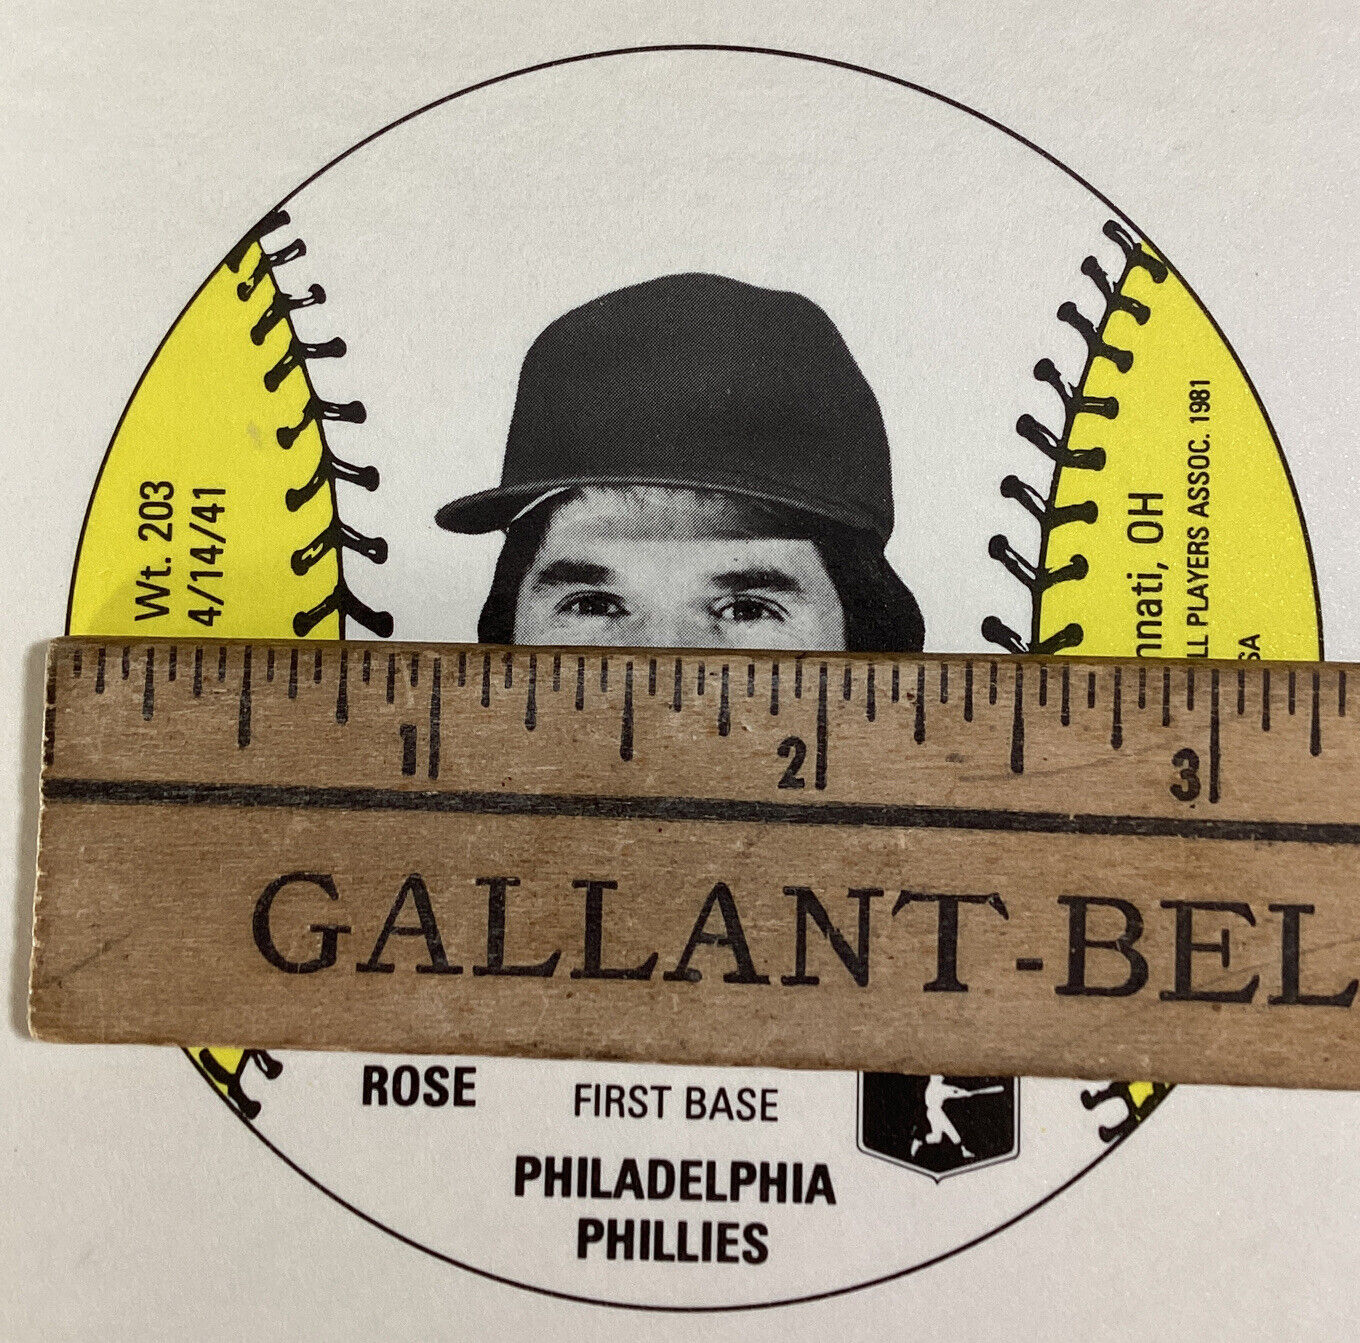 Wt. 203
4/14/41
nnati, OH
LL PLAYERS ASSOC. 1981
SA
1 2 3
GALLANT-BEL
ROSE
FIRST BASE
PHILADELPHIA
PHILLIES